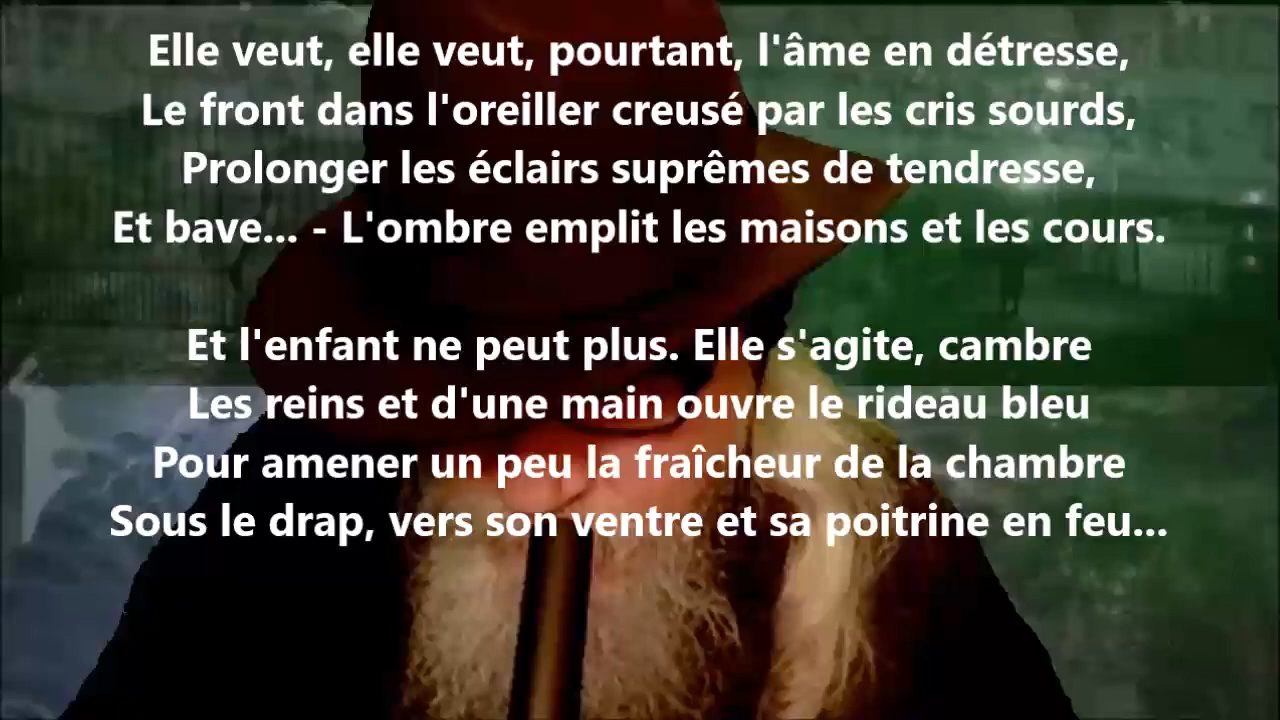 Elle veut, elle veut, pourtant, l'âme en détresse,
Le front dans l'oreiller creusé par les cris sourds,
Prolonger les éclairs suprêmes de tendresse,
Et bave... - L'ombre emplit les maisons et les cours.
Et l'enfant ne peut plus. Elle s'agite, cambre
Les reins et d'une main ouvre le rideau bleu
Pour amener un peu la fraîcheur de la chambre
Sous le drap, vers son ventre et sa poitrine en feu...